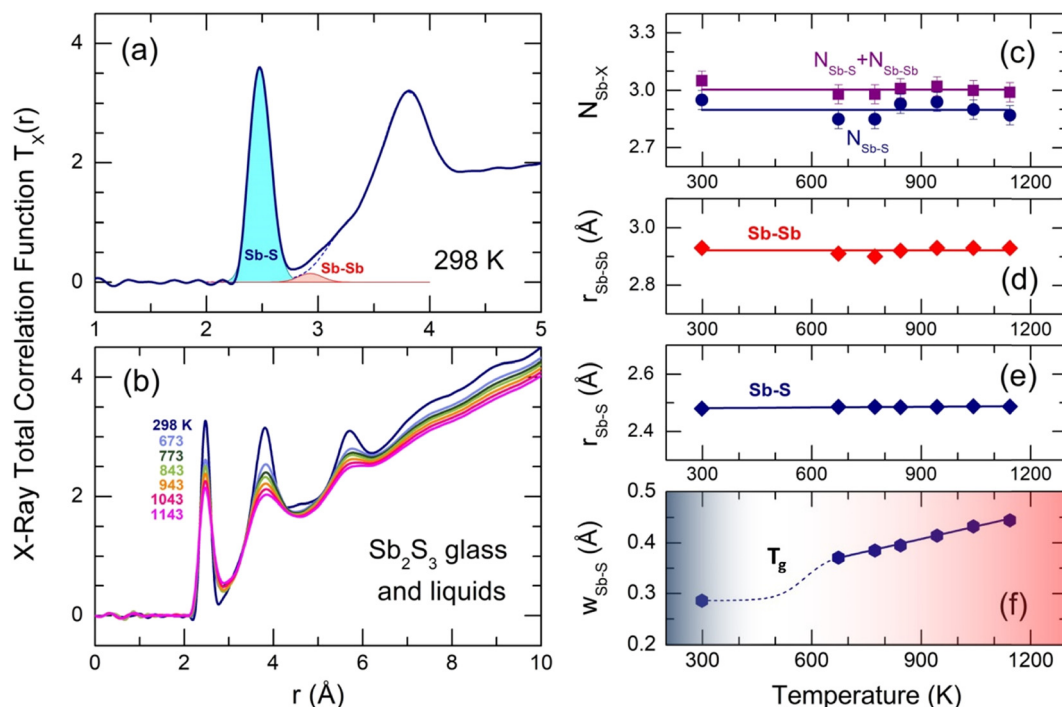 X-Ray Total Correlation Function T_X(r)
(a)
4
2
0
Sb-S
Sb-Sb
298 K
1 2 3 4 5
(b)
4
2
0
298 K
673
773
843
943
1043
1143
Sb₂S₃ glass
and liquids
0 2 4 6 8 10
r (Å)
(c)
N_Sb-X
3.3
3.0
2.7
N_Sb-S+N_Sb-Sb
N_Sb-S
300 600 900 1200
(d)
r_Sb-Sb (Å)
3.0
2.9
2.8
Sb-Sb
300 600 900 1200
(e)
r_Sb-S (Å)
2.6
2.5
2.4
Sb-S
300 600 900 1200
w_Sb-S (Å)
0.5
0.4
0.3
0.2
T_g
(f)
300 600 900 1200
Temperature (K)